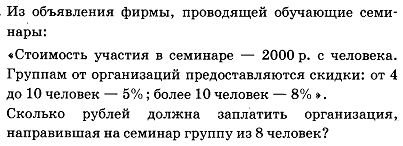 Из объявления фирмы, проводящей обучающие семи-
нары:
«Стоимость участия в семинаре — 2000 р. с человека.
Группам от организаций предоставляются скидки: от 4
до 10 человек — 5% ; более 10 человек — 8% ».
Сколько рублей должна заплатить организация,
направившая на семинар группу из 8 человек?